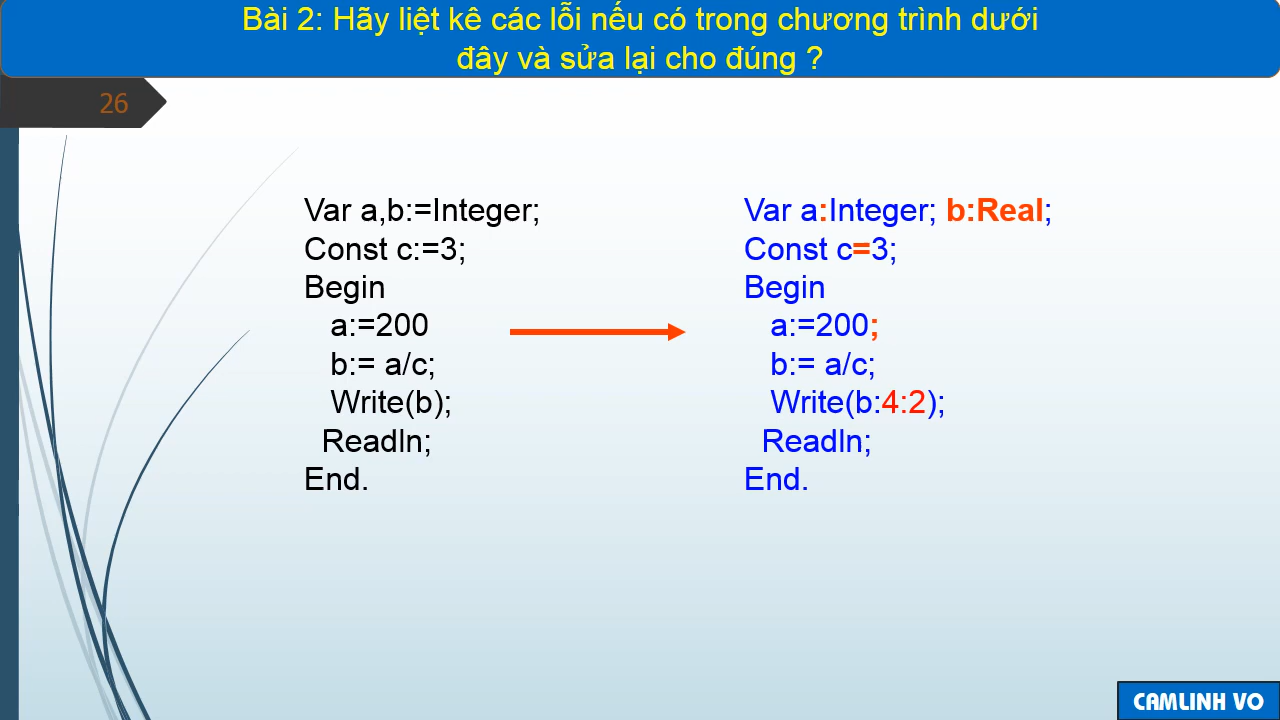 Bài 2: Hãy liệt kê các lỗi nếu có trong chương trình dưới
đây và sửa lại cho đúng ?
26
Var a,b:=Integer;
Const c:=3;
Begin
a:=200
b:= a/c;
Write(b);
Readln;
End.
Var a:Integer; b:Real;
Const c=3;
Begin
a:=200;
b:= a/c;
Write(b:4:2);
Readln;
End.
CAMLINH VO